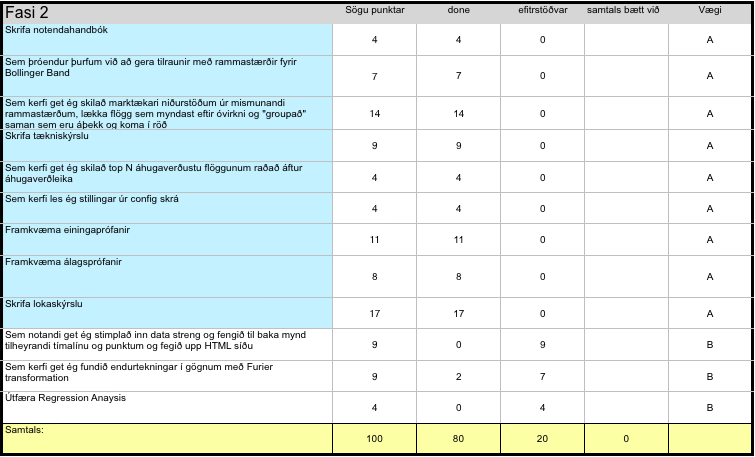 Fasi 2 Sögu punktar done efitrstöðvar samtals bætt við Vægi
Skrifa notendahandbók 4 4 0 A
Sem þróendur þurfum við að gera tilraunir með rammastærðir fyrir
Bollinger Band 7 7 0 A
Sem kerfi get ég skilað marktækari niðurstöðum úr mismunandi
rammastærðum, lækka flögg sem myndast eftir óvirkni og "groupað" 14 14 0 A
saman sem eru áþekk og koma í röð
Skrifa tækniskýrslu 9 9 0 A
Sem kerfi get ég skilað top N áhugaverðustu flöggunum raðað áftur
áhugaverðleika 4 4 0 A
Sem kerfi les ég stillingar úr config skrá 4 4 0 A
Framkvæma einingaprófanir 11 11 0 A
Framkvæma álagsprófanir 8 8 0 A
Skrifa lokaskýrslu 17 17 0 A
Sem notandi get ég stimplað inn data streng og fengið til baka mynd
tilheyrandi tímalínu og punktum og fegið upp HTML síðu 9 0 9 B
Sem kerfi get ég fundið endurtekningar í gögnum með Furier
transformation 9 2 7 B
Útfæra Regression Anaysis 4 0 4 B
Samtals: 100 80 20 0